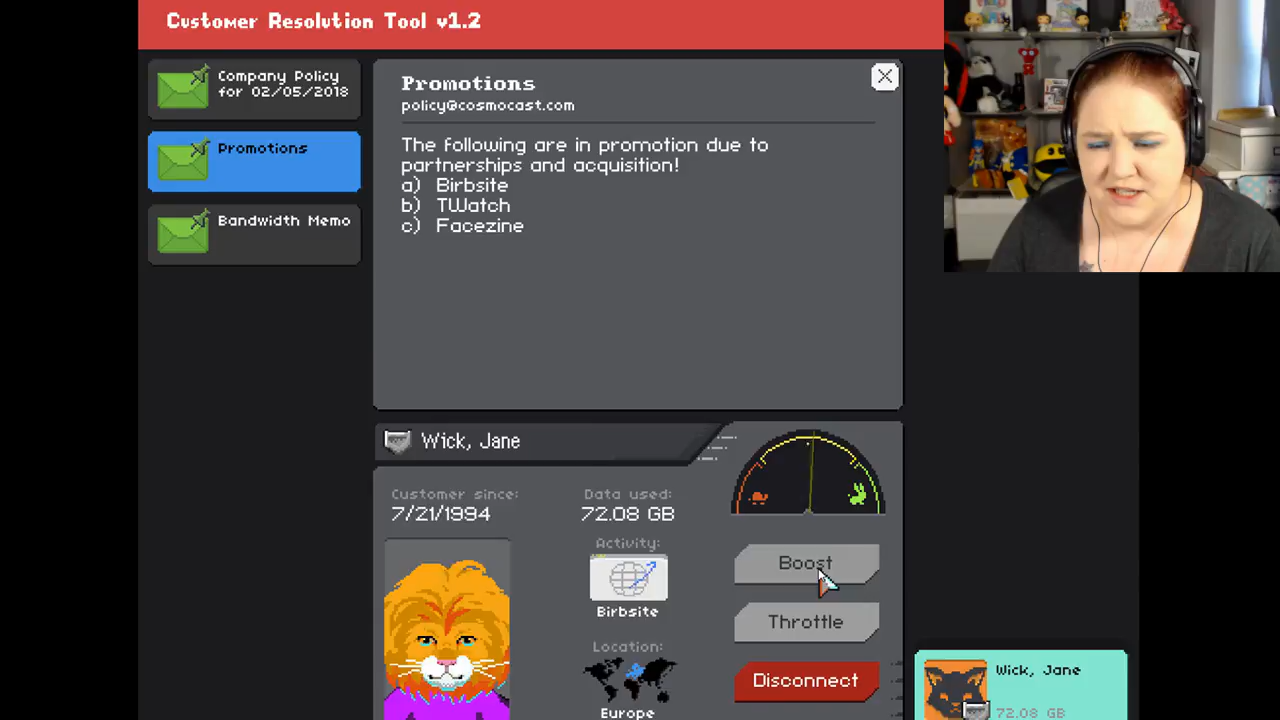 Customer Resolution Tool v1.2
Company Policy
for 02/05/2018
Promotions
Bandwidth Memo
Promotions
policy@cosmocast.com
The following are in promotion due to
partnerships and acquisition!
a) Birbsite
b) TWatch
c) Facezine
Wick, Jane
Customer since:
7/21/1994
Data used:
72.08 GB
Activity:
Birbsite
Location:
Europe
Boost
Throttle
Disconnect
Wick, Jane
72.08 GB